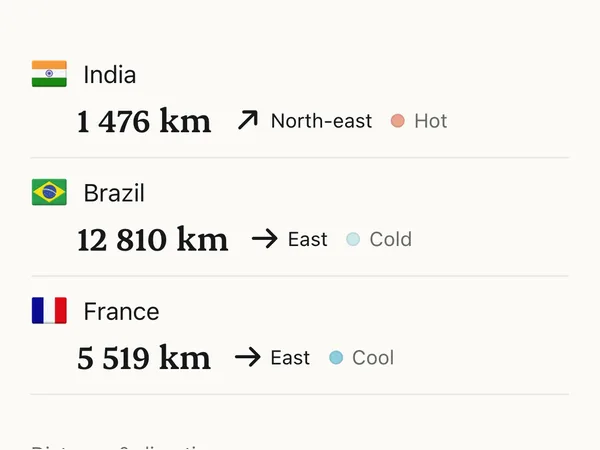 India
1 476 km North-east Hot
Brazil
12 810 km East Cold
France
5 519 km East Cool